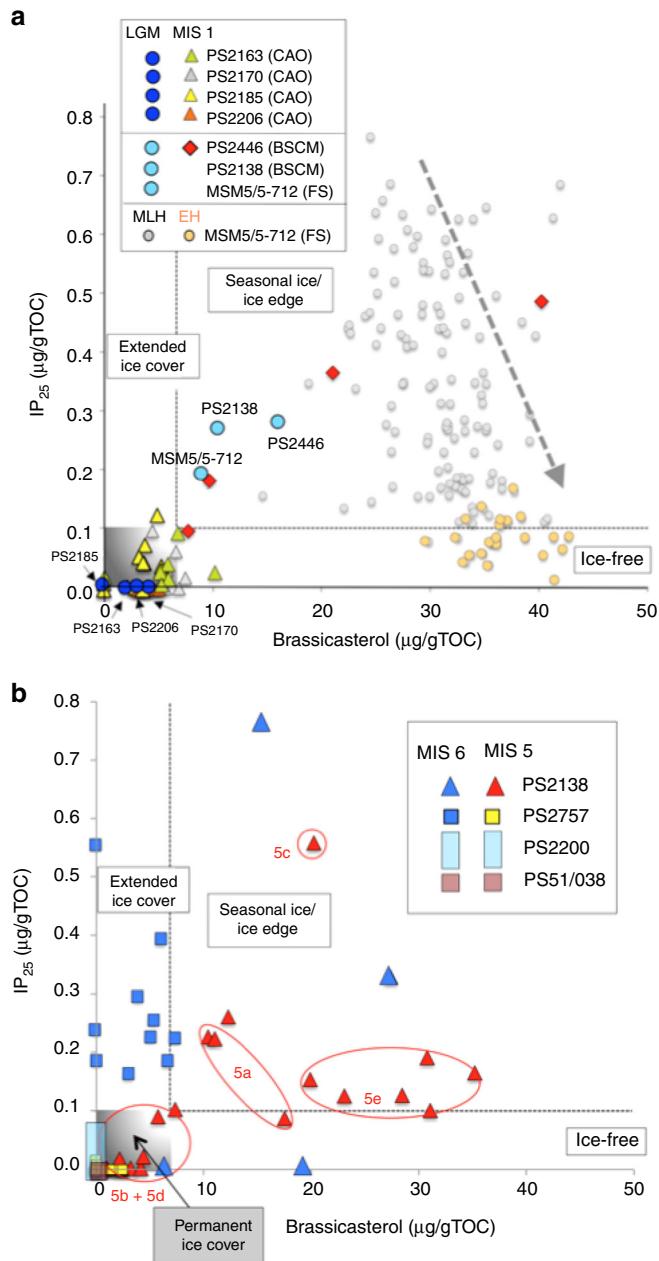 a
LGM MIS 1
PS2163 (CAO)
PS2170 (CAO)
PS2185 (CAO)
PS2206 (CAO)
PS2446 (BSCM)
PS2138 (BSCM)
MSM5/5-712 (FS)
MLH EH
MSM5/5-712 (FS)
0.8
0.7
0.6
0.5
0.4
0.3
0.2
0.1
0.0
IP25 (µg/gTOC)
Seasonal ice/
ice edge
Extended
ice cover
PS2138
PS2446
MSM5/5-712
Ice-free
PS2185
PS2163
PS2206
PS2170
0 10 20 30 40 50
Brassicasterol (µg/gTOC)
b
0.8
0.7
0.6
0.5
0.4
0.3
0.2
0.1
0.0
IP25 (µg/gTOC)
MIS 6 MIS 5
PS2138
PS2757
PS2200
PS51/038
5c
Extended
ice cover
Seasonal ice/
ice edge
5a
5e
Ice-free
5b + 5d
0 10 20 30 40 50
Permanent
ice cover
Brassicasterol (µg/gTOC)